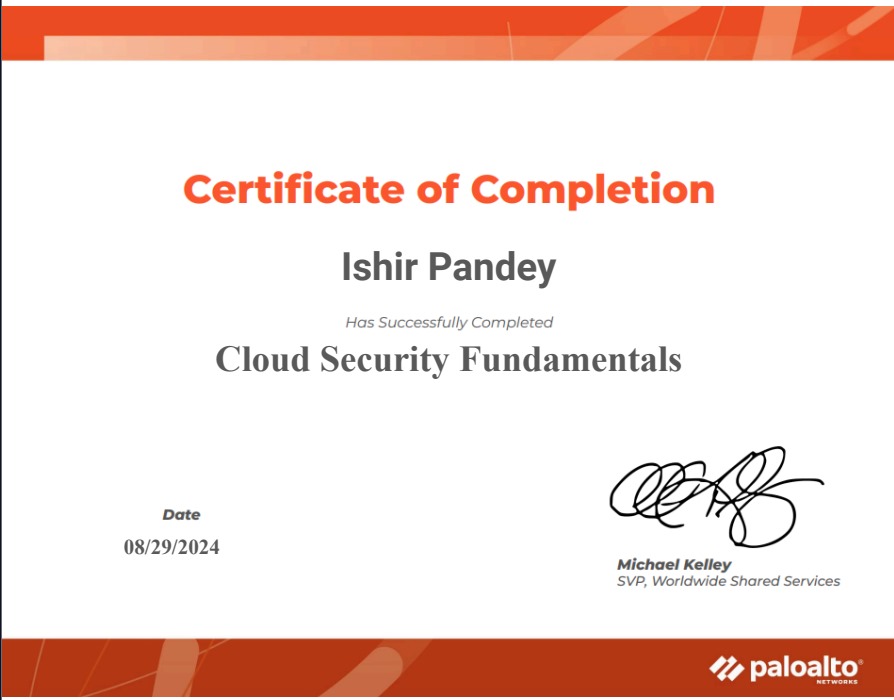 Certificate of Completion
Ishir Pandey
Has Successfully Completed
Cloud Security Fundamentals
Date
08/29/2024
Michael Kelley
SVP, Worldwide Shared Services
paloalto®
NETWORKS